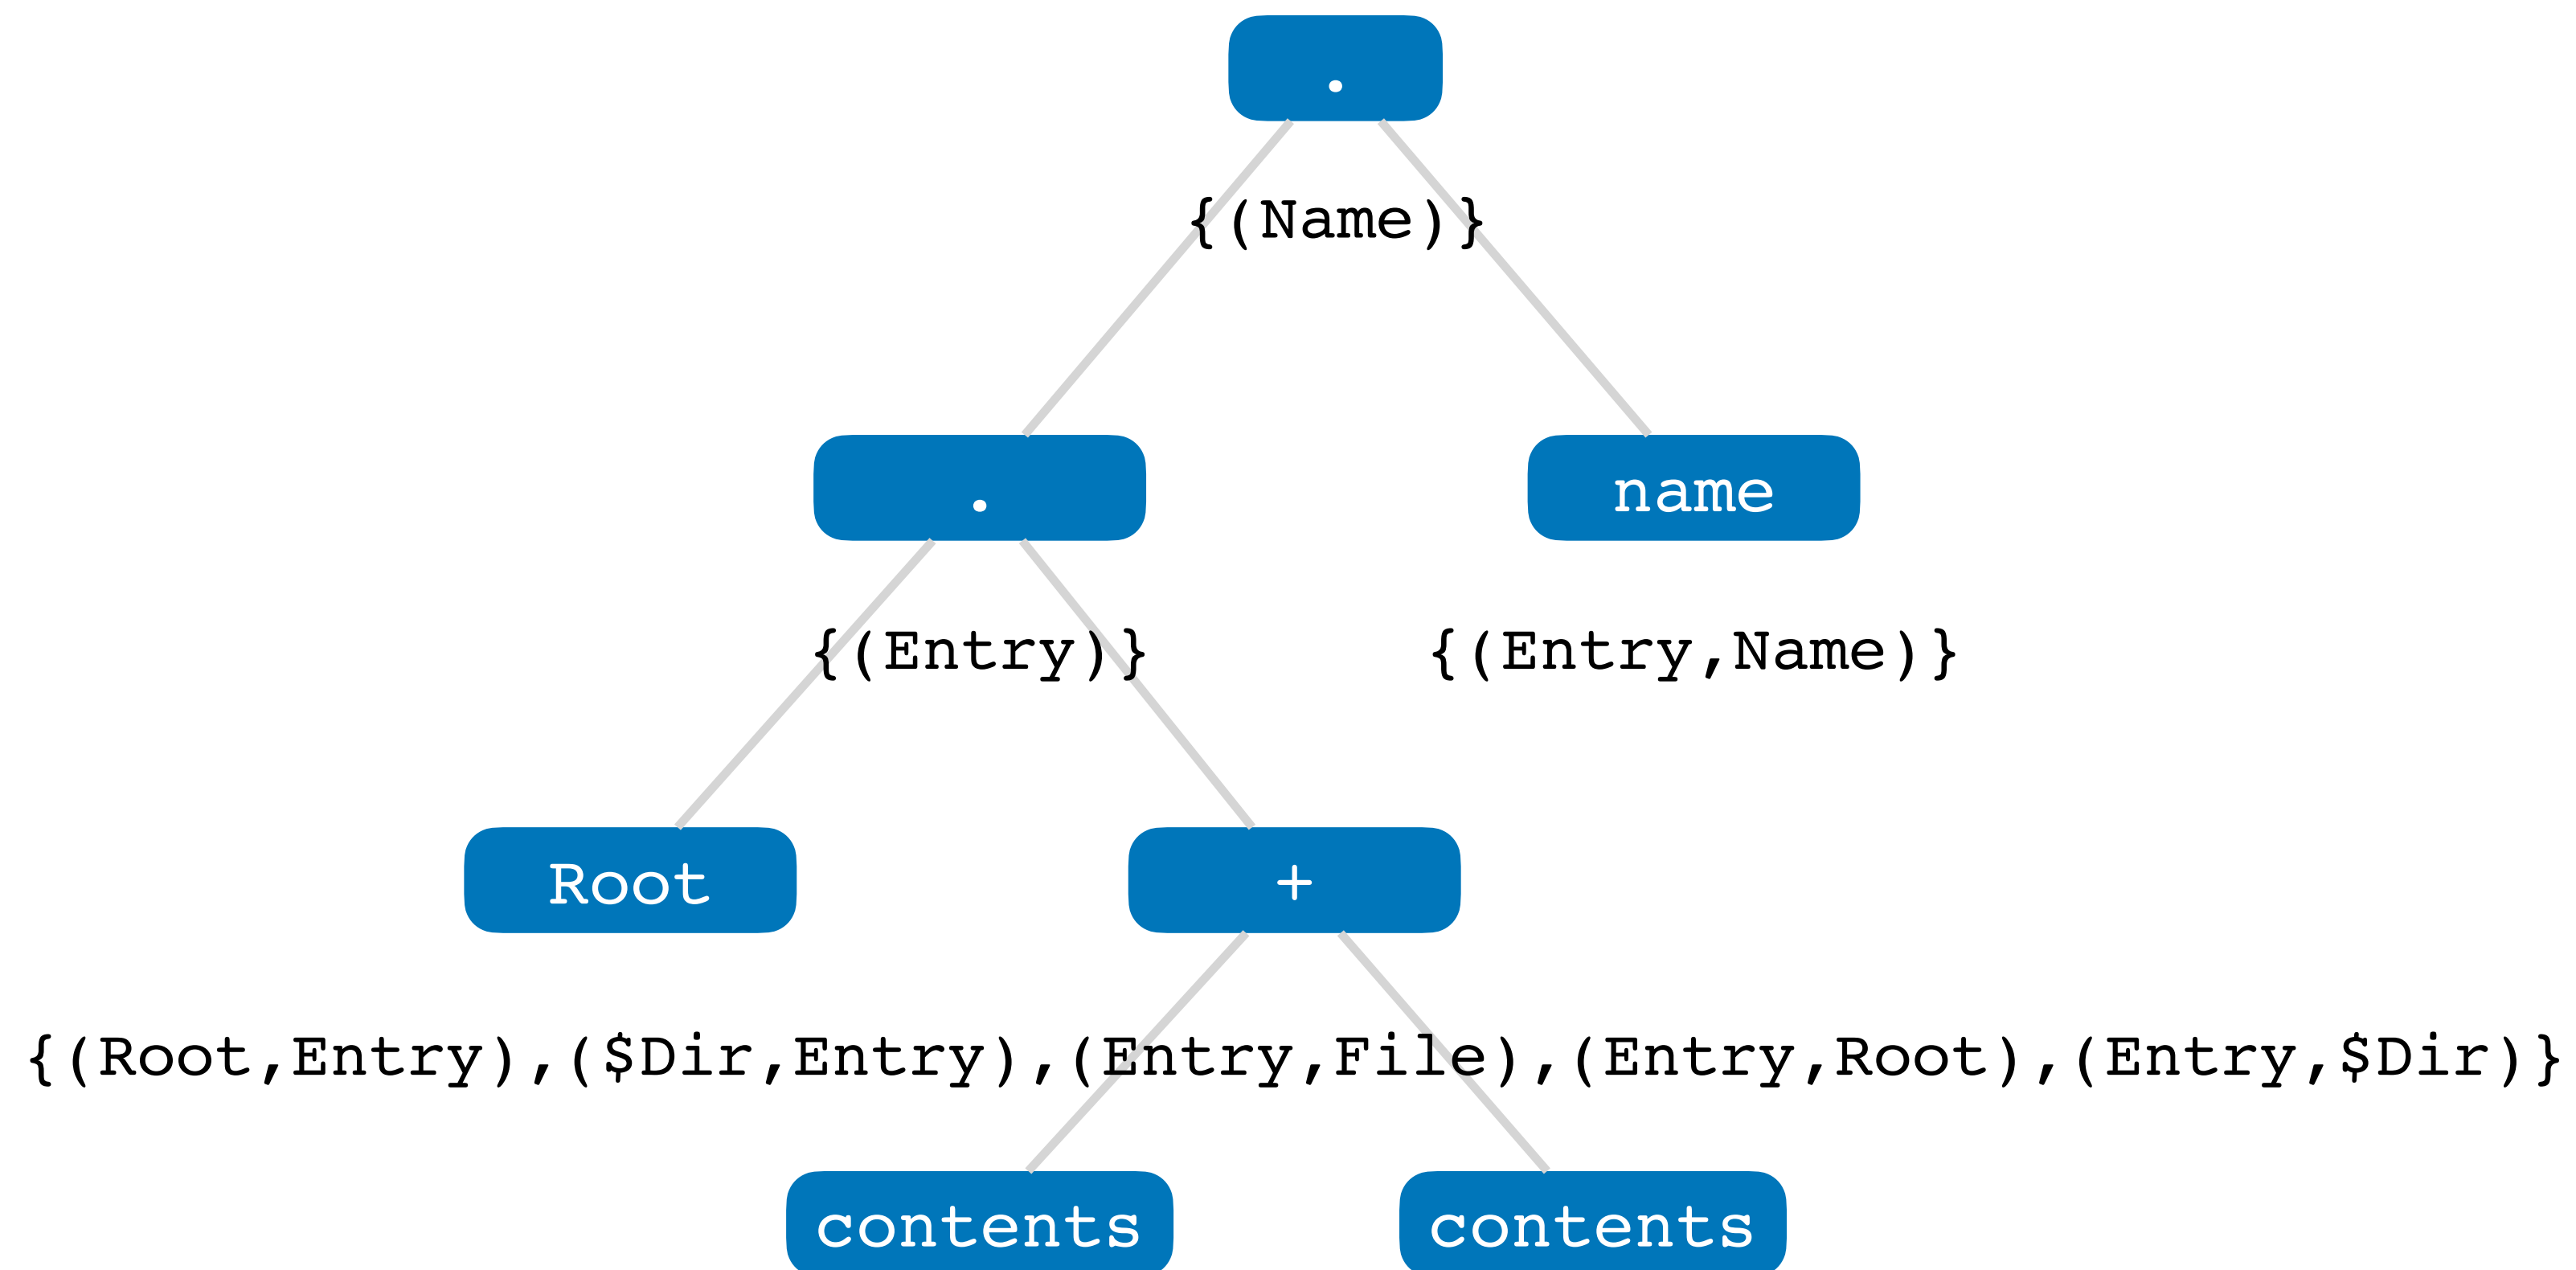 .
{(Name)}
.
name
{(Entry)}
{(Entry,Name)}
Root
+
{(Root,Entry),($Dir,Entry),(Entry,File),(Entry,Root),(Entry,$Dir)}
contents
contents